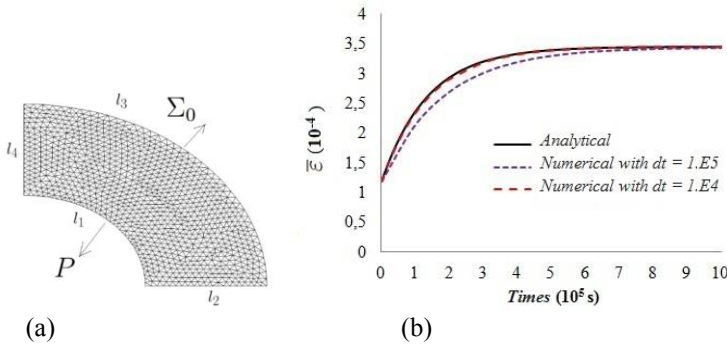 l₃
Σ₀
l₄
l₁
P
l₂
(a)
ε̅ (10⁻⁴)
4
3,5
3
2,5
2
1,5
1
0,5
0
Analytical
Numerical with dt = 1.E5
Numerical with dt = 1.E4
0 1 2 3 4 5 6 7 8 9 10
Times (10⁵ s)
(b)